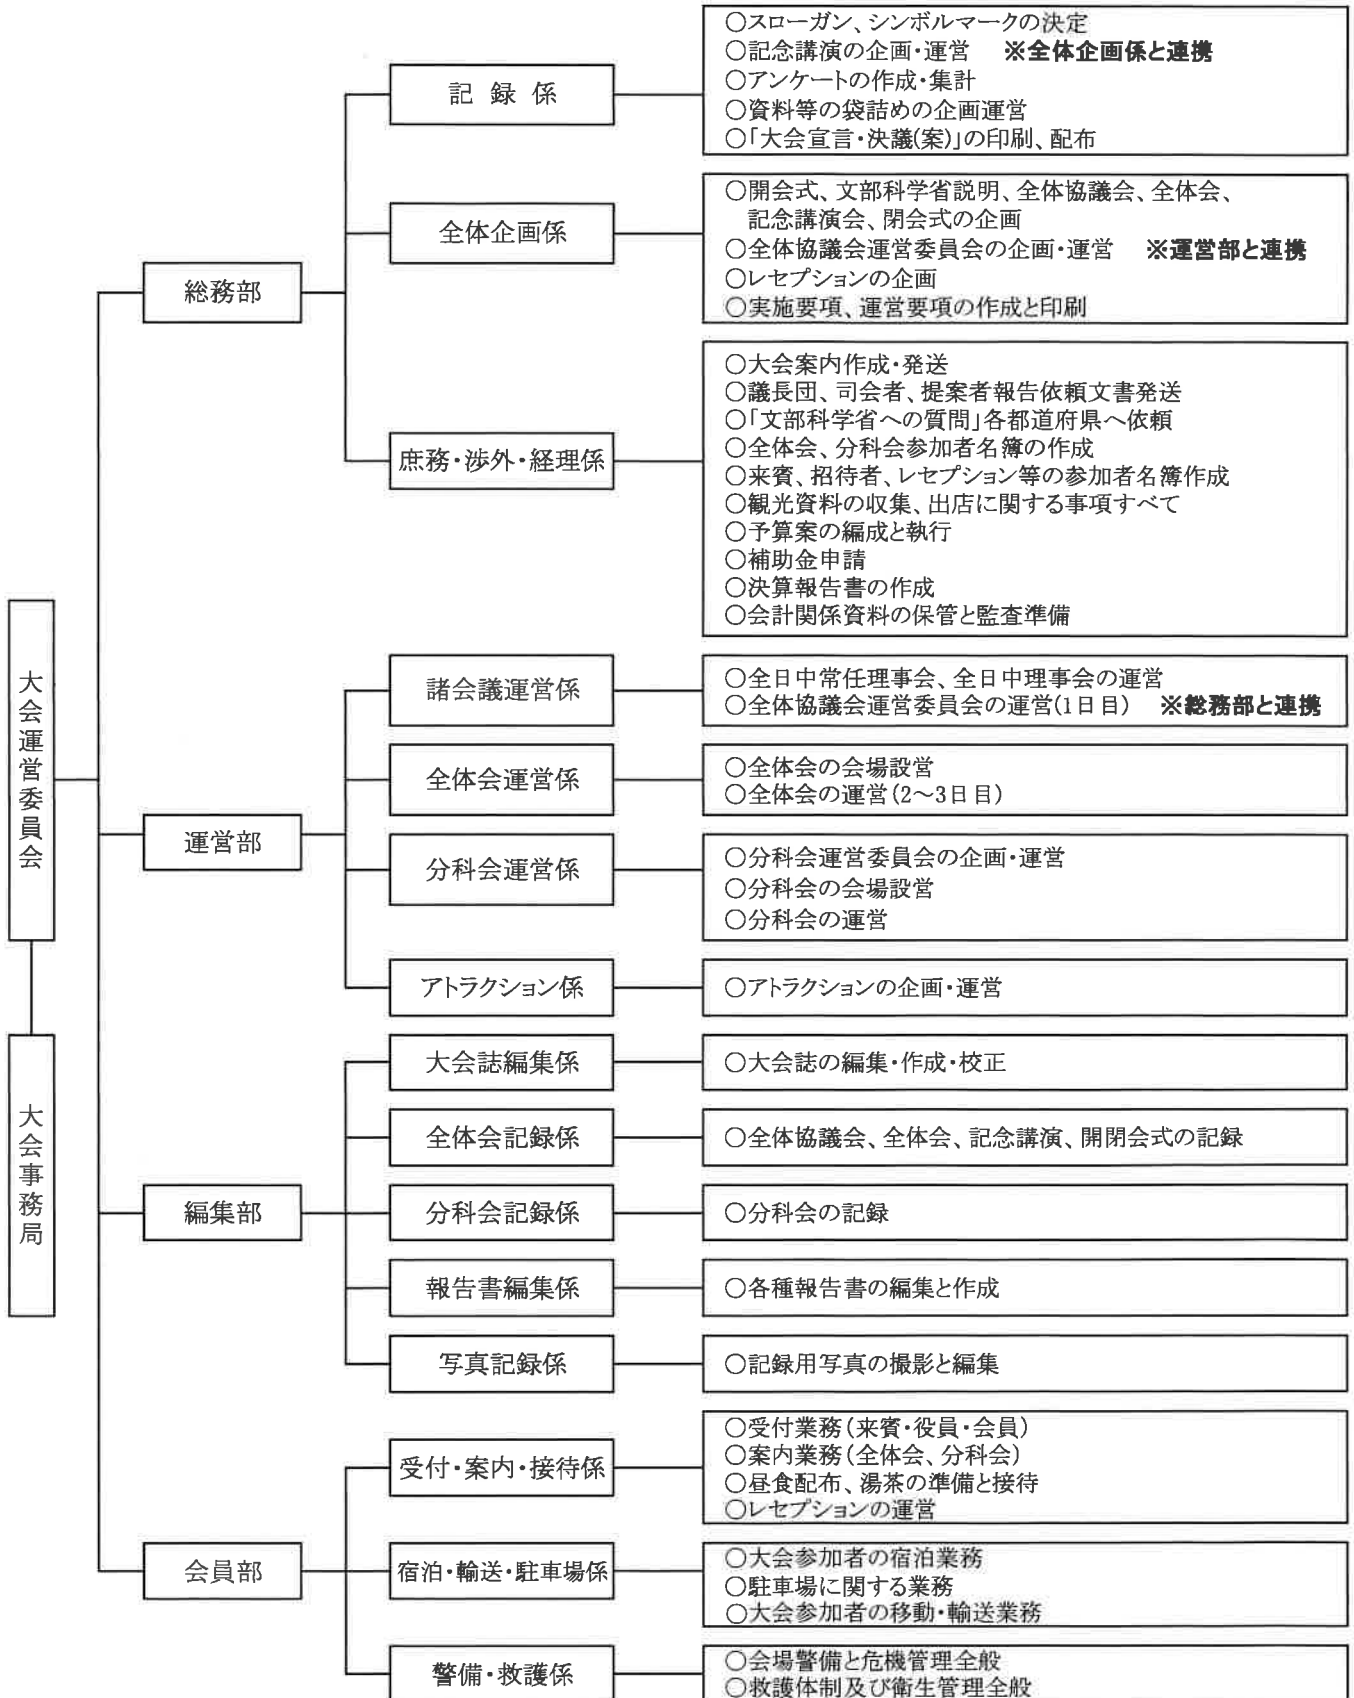 大会運営委員会
大会事務局
総務部
記録係
○スローガン、シンボルマークの決定
○記念講演の企画・運営　※全体企画係と連携
○アンケートの作成・集計
○資料等の袋詰めの企画運営
○「大会宣言・決議(案)」の印刷、配布
全体企画係
○開会式、文部科学省説明、全体協議会、全体会、
記念講演会、閉会式の企画
○全体協議会運営委員会の企画・運営　※運営部と連携
○レセプションの企画
○実施要項、運営要項の作成と印刷
庶務・渉外・経理係
○大会案内作成・発送
○議長団、司会者、提案者報告依頼文書発送
○「文部科学省への質問」各都道府県へ依頼
○全体会、分科会参加者名簿の作成
○来賓、招待者、レセプション等の参加者名簿作成
○観光資料の収集、出店に関する事項すべて
○予算案の編成と執行
○補助金申請
○決算報告書の作成
○会計関係資料の保管と監査準備
運営部
諸会議運営係
○全日中常任理事会、全日中理事会の運営
○全体協議会運営委員会の運営(1日目)　※総務部と連携
全体会運営係
○全体会の会場設営
○全体会の運営(2～3日目)
分科会運営係
○分科会運営委員会の企画・運営
○分科会の会場設営
○分科会の運営
アトラクション係
○アトラクションの企画・運営
編集部
大会誌編集係
○大会誌の編集・作成・校正
全体会記録係
○全体協議会、全体会、記念講演、開閉会式の記録
分科会記録係
○分科会の記録
報告書編集係
○各種報告書の編集と作成
写真記録係
○記録用写真の撮影と編集
会員部
受付・案内・接待係
○受付業務(来賓・役員・会員)
○案内業務(全体会、分科会)
○昼食配布、湯茶の準備と接待
○レセプションの運営
宿泊・輸送・駐車場係
○大会参加者の宿泊業務
○駐車場に関する業務
○大会参加者の移動・輸送業務
警備・救護係
○会場警備と危機管理全般
○救護体制及び衛生管理全般